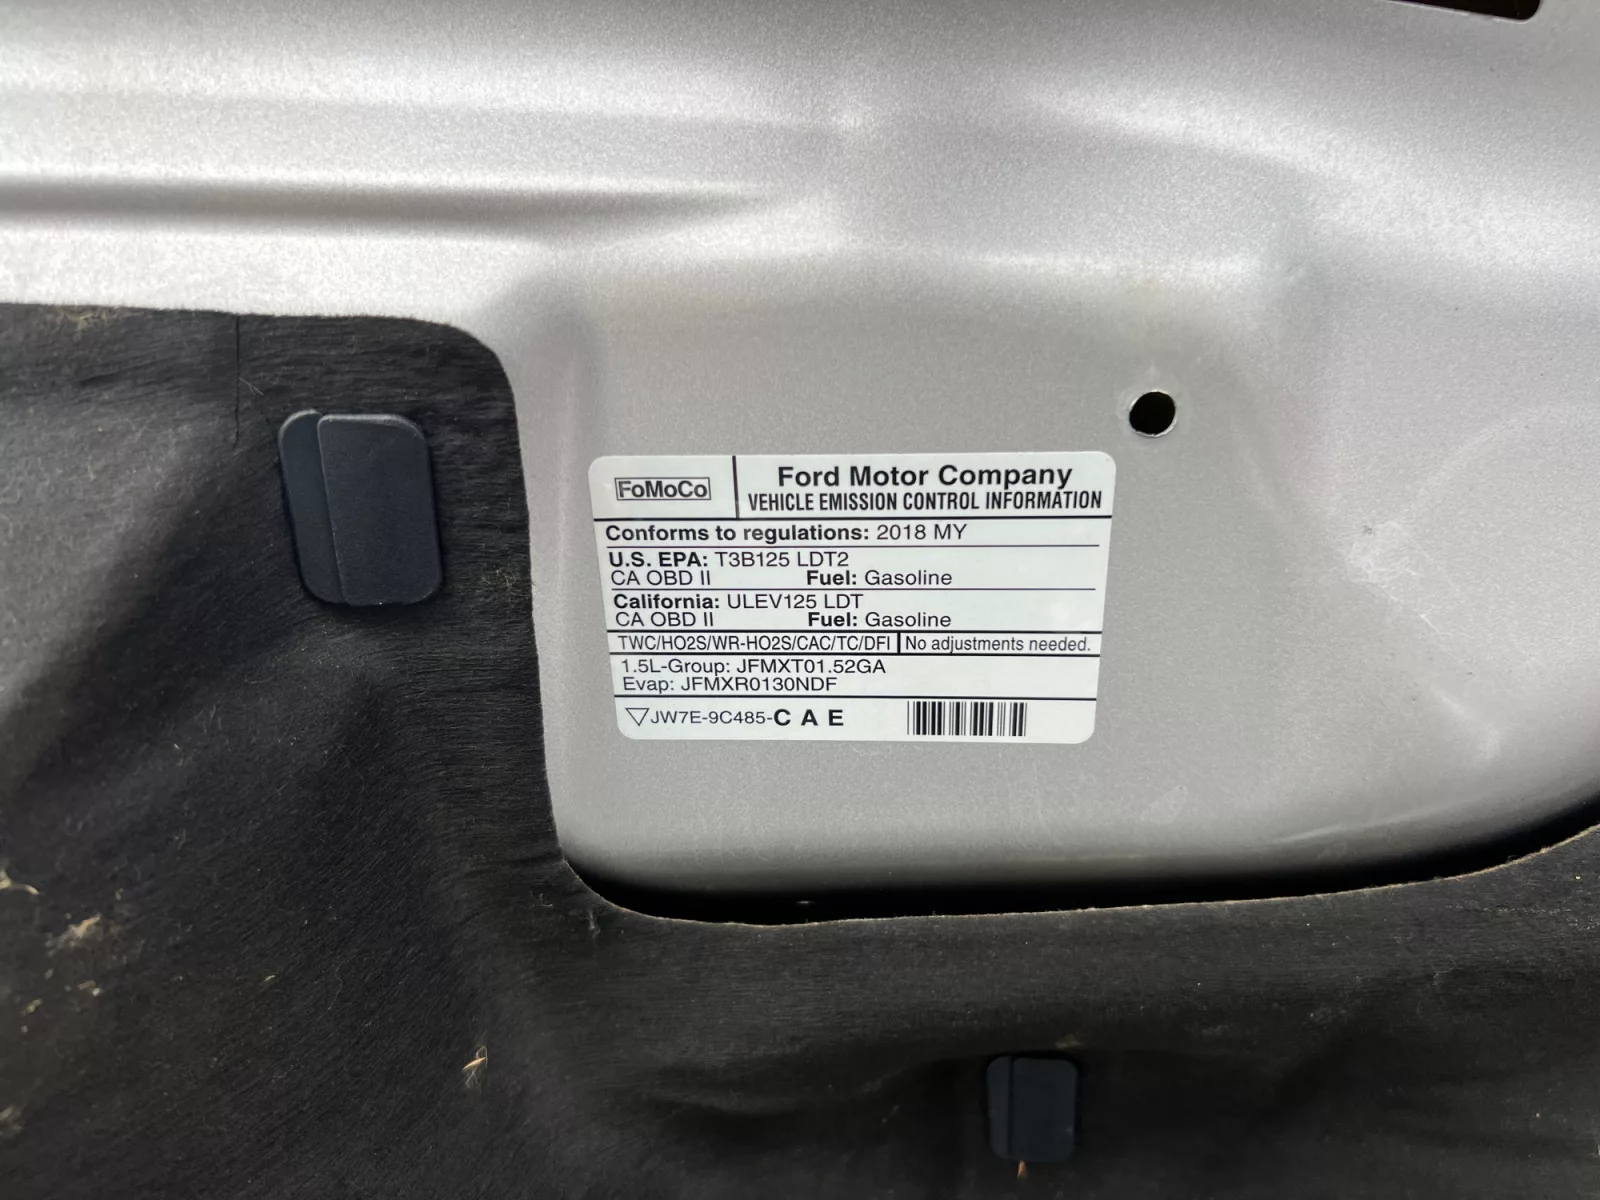 FoMoCo
Ford Motor Company
VEHICLE EMISSION CONTROL INFORMATION
Conforms to regulations: 2018 MY
U.S. EPA: T3B125 LDT2
CA OBD II Fuel: Gasoline
California: ULEV125 LDT
CA OBD II Fuel: Gasoline
TWC/HO2S/WR-HO2S/CAC/TC/DFI No adjustments needed.
1.5L-Group: JFMXT01.52GA
Evap: JFMXR0130NDF
JW7E-9C485-C A E